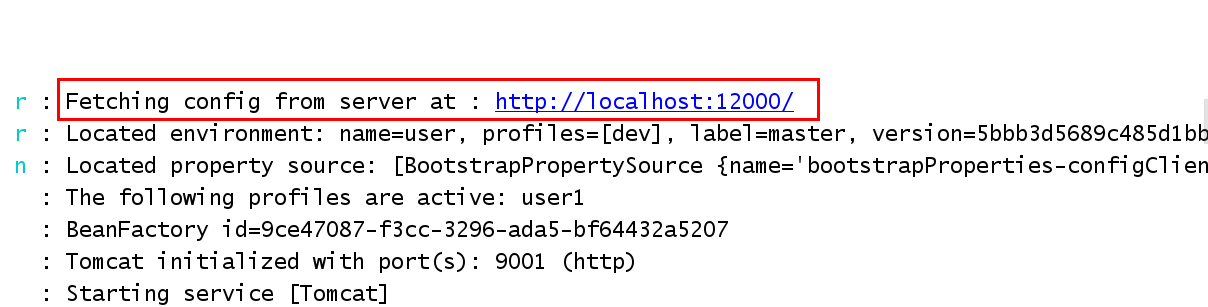 r : Fetching config from server at : http://localhost:12000/
r : Located environment: name=user, profiles=[dev], label=master, version=5bbb3d5689c485d1bb
n : Located property source: [BootstrapPropertySource {name='bootstrapProperties-configClien
: The following profiles are active: user1
: BeanFactory id=9ce47087-f3cc-3296-ada5-bf64432a5207
: Tomcat initialized with port(s): 9001 (http)
: Starting service [Tomcat]